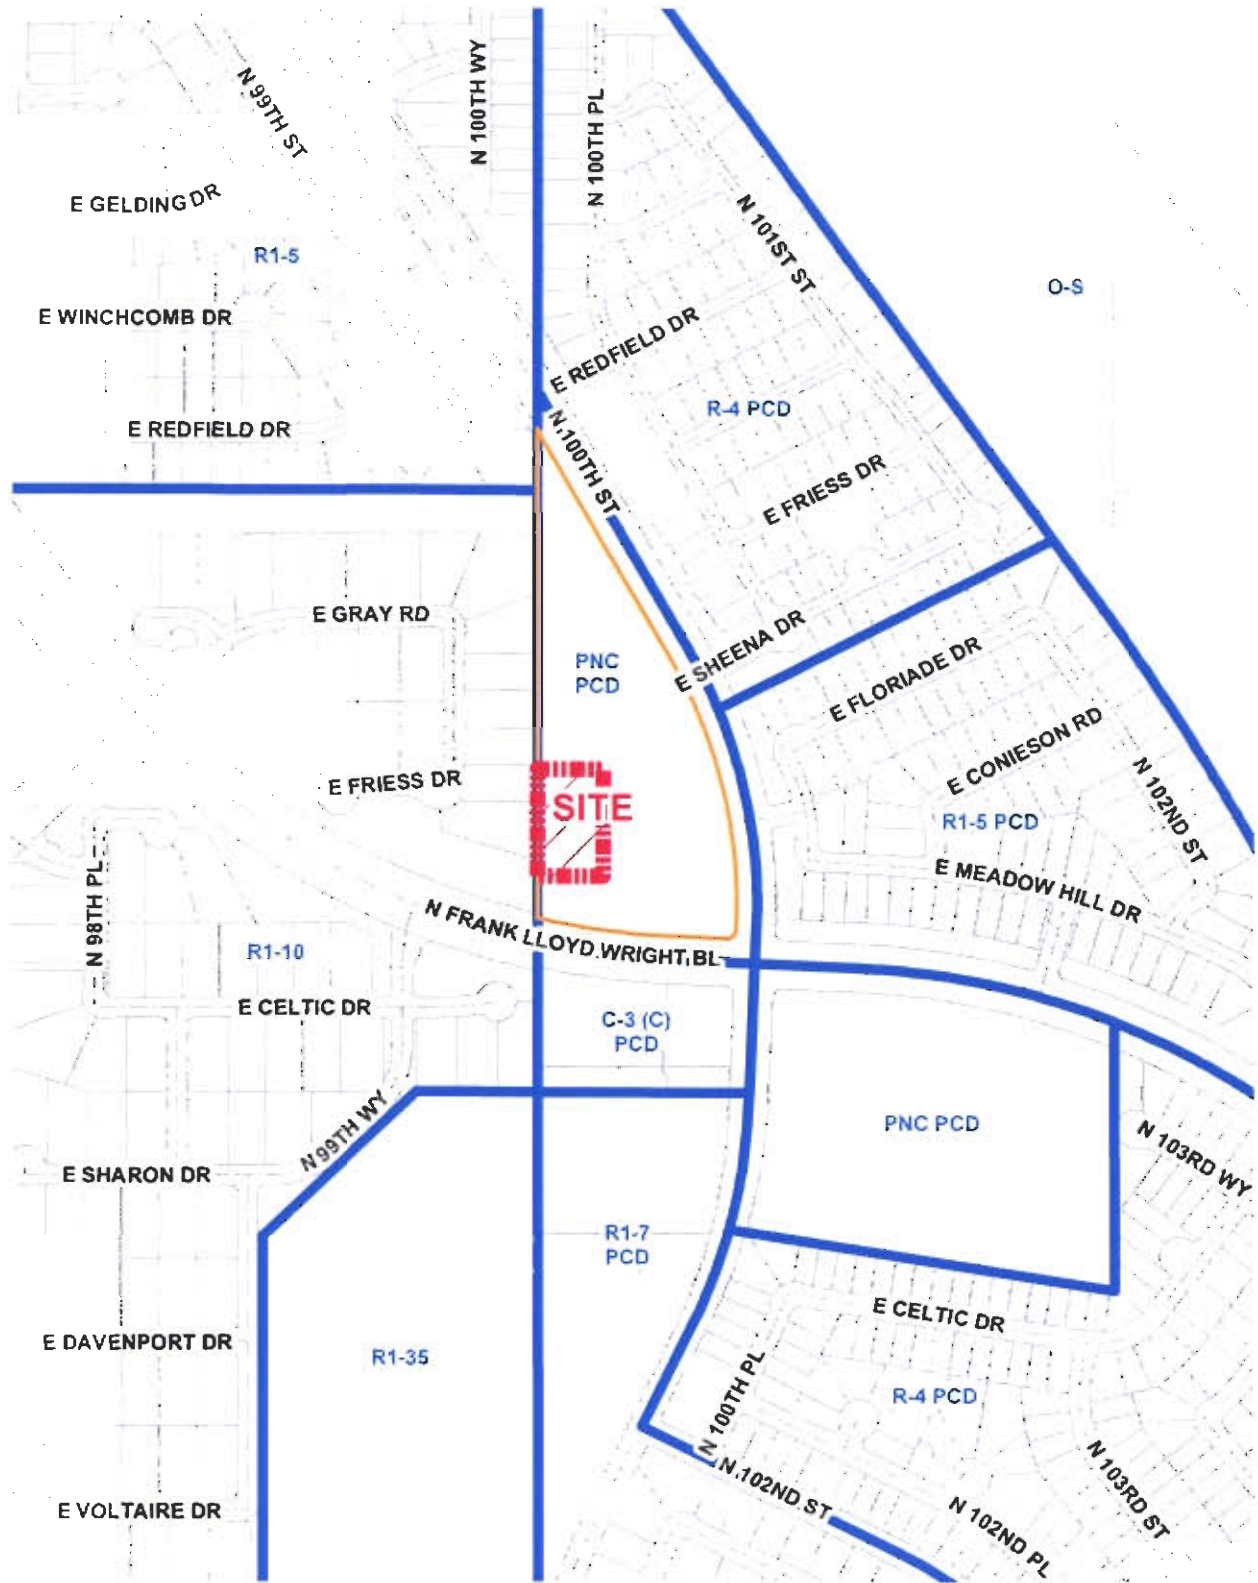 N 99TH ST
N 100TH WY
N 100TH PL
E GELDING DR
R1-5
N 101ST ST
O-S
E WINCHCOMB DR
E REDFIELD DR
R-4 PCD
E REDFIELD DR
N 100TH ST
E FRIESS DR
E GRAY RD
PNC
PCD
E SHEENA DR
E FLORIADE DR
E CONIESON RD
N 102ND ST
E FRIESS DR
SITE
R1-5 PCD
E MEADOW HILL DR
N 98TH PL
N FRANK LLOYD WRIGHT BL
R1-10
E CELTIC DR
C-3 (C)
PCD
N 99TH WY
PNC PCD
N 103RD WY
E SHARON DR
R1-7
PCD
E CELTIC DR
E DAVENPORT DR
R1-35
N 100TH PL
R-4 PCD
N 102ND ST
N 103RD ST
N 102ND PL
E VOLTAIRE DR